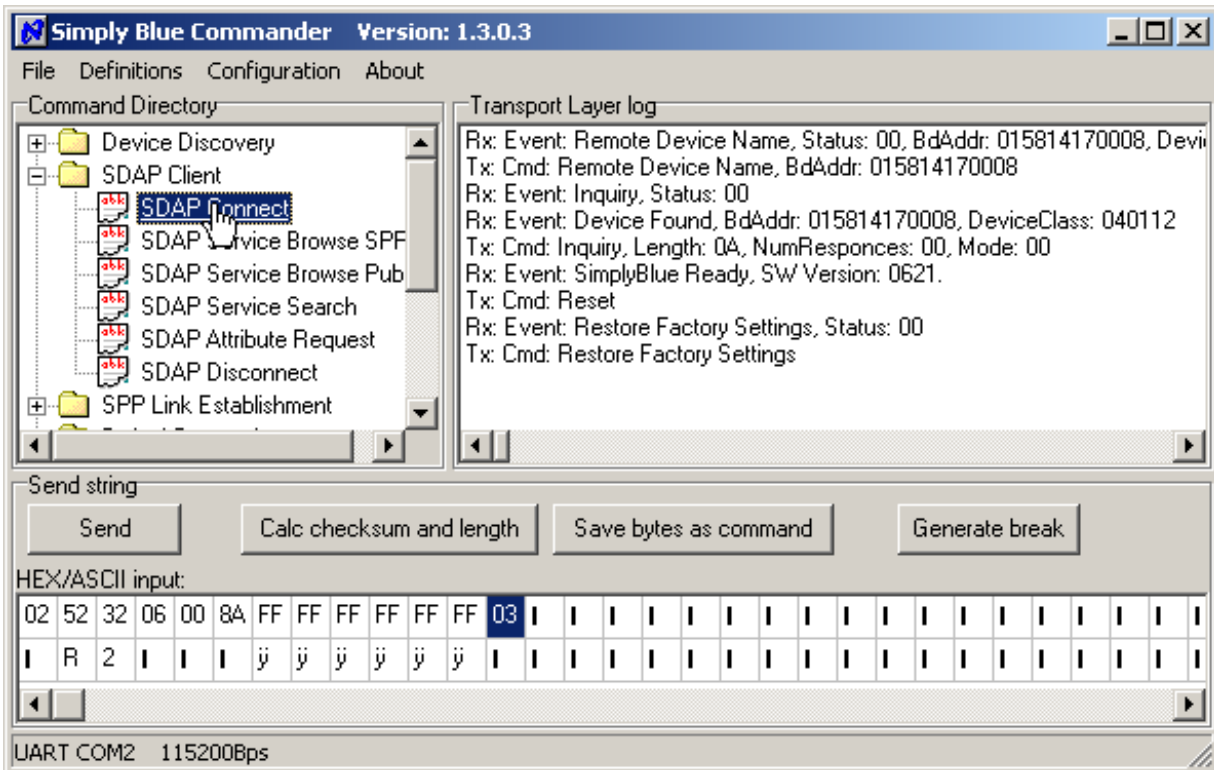 Simply Blue Commander Version: 1.3.0.3
File Definitions Configuration About
Command Directory
Device Discovery
SDAP Client
SDAP Connect
SDAP Service Browse SPP
SDAP Service Browse Pub
SDAP Service Search
SDAP Attribute Request
SDAP Disconnect
SPP Link Establishment
Transport Layer log
Rx: Event: Remote Device Name, Status: 00, BdAddr: 015814170008, Devi
Tx: Cmd: Remote Device Name, BdAddr: 015814170008
Rx: Event: Inquiry, Status: 00
Rx: Event: Device Found, BdAddr: 015814170008, DeviceClass: 040112
Tx: Cmd: Inquiry, Length: 0A, NumResponces: 00, Mode: 00
Rx: Event: SimplyBlue Ready, SW Version: 0621.
Tx: Cmd: Reset
Rx: Event: Restore Factory Settings, Status: 00
Tx: Cmd: Restore Factory Settings
Send string
Send Calc checksum and length Save bytes as command Generate break
HEX/ASCII input:
02 52 32 06 00 8A FF FF FF FF FF FF 03
R 2 ÿ ÿ ÿ ÿ ÿ ÿ
UART COM2 115200Bps